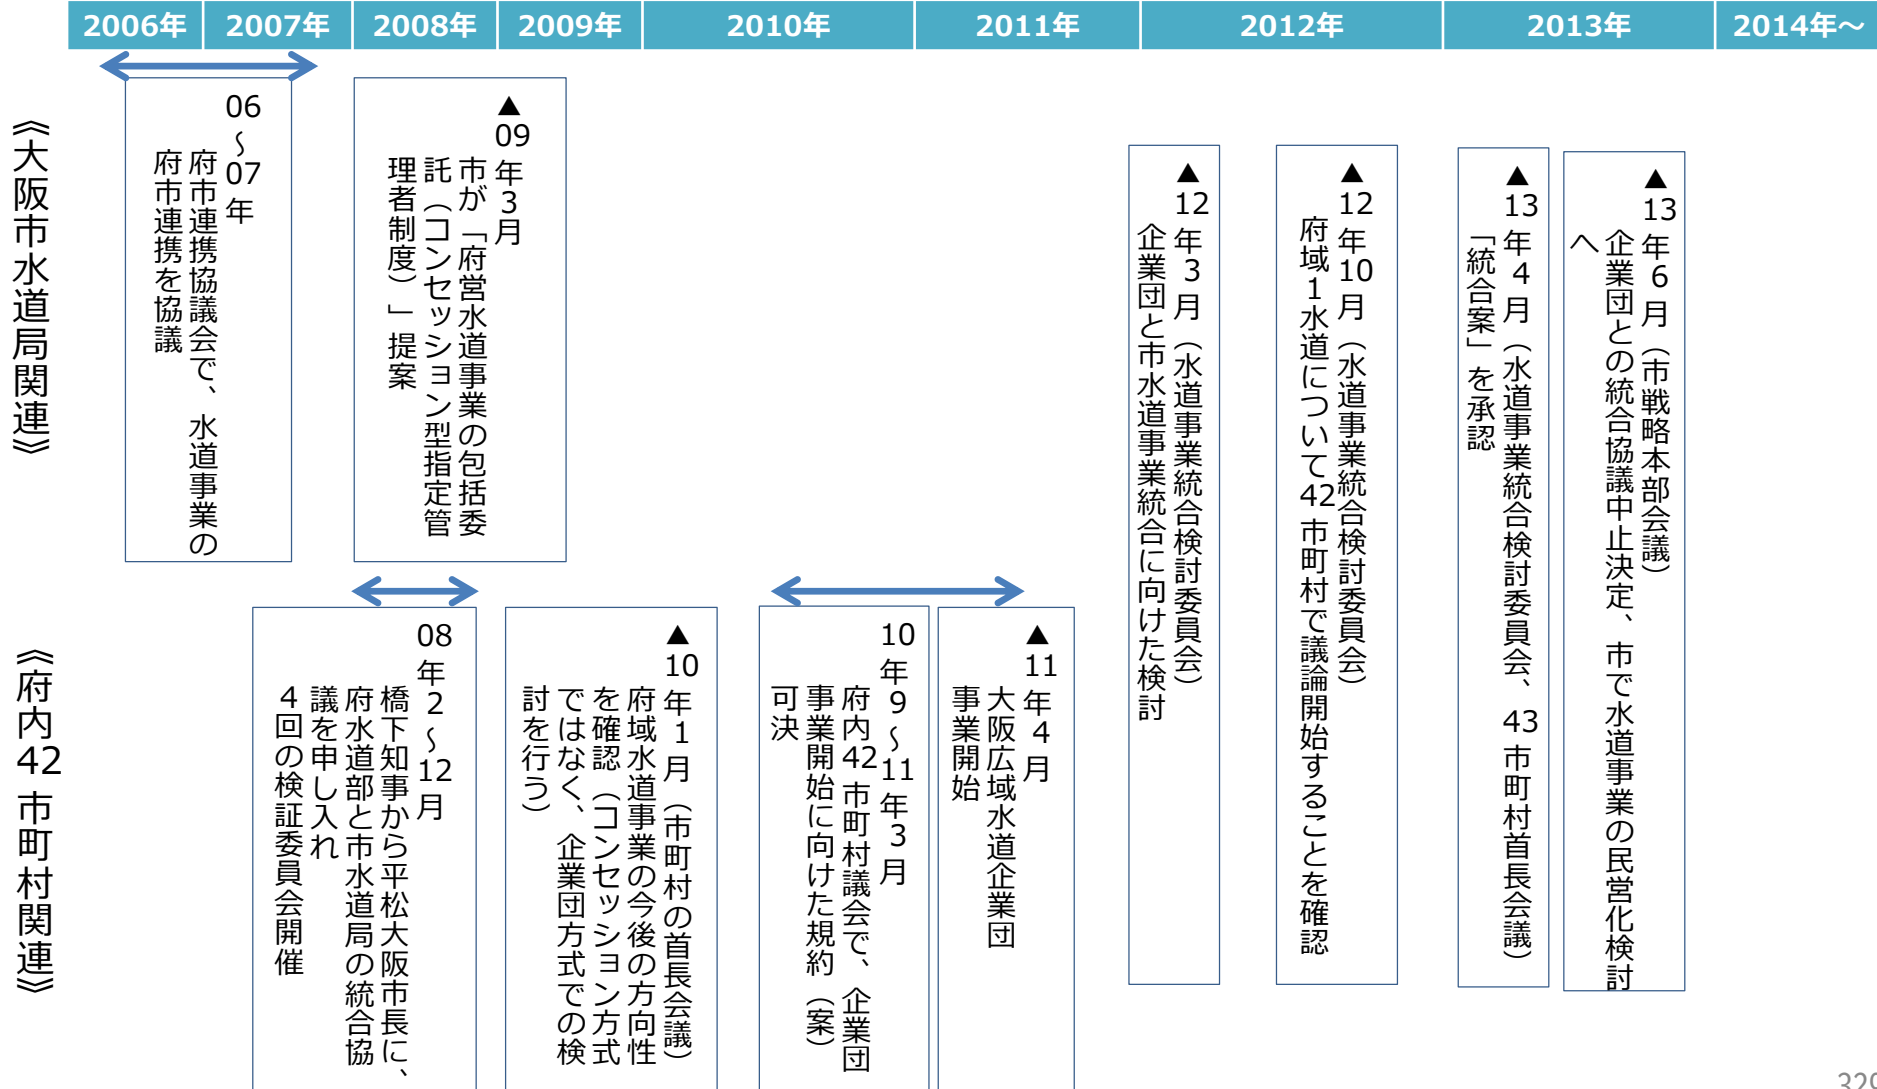 2006年
2007年
2008年
2009年
2010年
2011年
2012年
2013年
2014年～
《大阪市水道局関連》
06～07年
府市連携協議会で、水道事業の
府市連携を協議
▲09年3月
市が「府営水道事業の包括委
託（コンセッション型指定管
理者制度）」提案
▲12年3月（水道事業統合検討委員会）
企業団と市水道事業統合に向けた検討
▲12年10月（水道事業統合検討委員会）
府域1水道について42市町村で議論開始することを確認
▲13年4月（水道事業統合検討委員会、43市町村首長会議）
「統合案」を承認
▲13年6月（市戦略本部会議）
企業団との統合協議中止決定、市で水道事業の民営化検討
へ
《府内42市町村関連》
08年2～12月
橋下知事から平松大阪市長に、
府水道部と市水道局の統合協
議を申し入れ
4回の検証委員会開催
▲10年1月（市町村の首長会議）
府域水道事業の今後の方向性
を確認（コンセッション方式
ではなく、企業団方式での検
討を行う）
10年9～11年3月
府内42市町村議会で、企業団
事業開始に向けた規約（案）
可決
▲11年4月
大阪広域水道企業団
事業開始
329